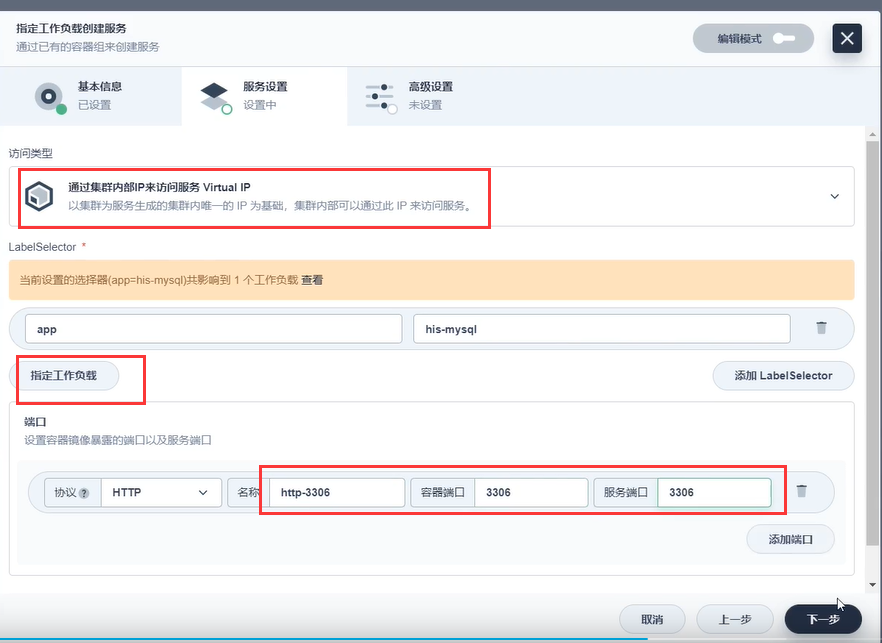 指定工作负载创建服务
通过已有的容器组来创建服务
编辑模式
基本信息
已设置
服务设置
设置中
高级设置
未设置
访问类型
通过集群内部IP来访问服务 Virtual IP
以集群为服务生成的集群内唯一的 IP 为基础，集群内部可以通过此 IP 来访问服务。
LabelSelector *
当前设置的选择器(app=his-mysql)共影响到 1 个工作负载 查看
app his-mysql
指定工作负载 添加 LabelSelector
端口
设置容器镜像暴露的端口以及服务端口
协议 ? HTTP 名称 http-3306 容器端口 3306 服务端口 3306
添加端口
取消 上一步 下一步